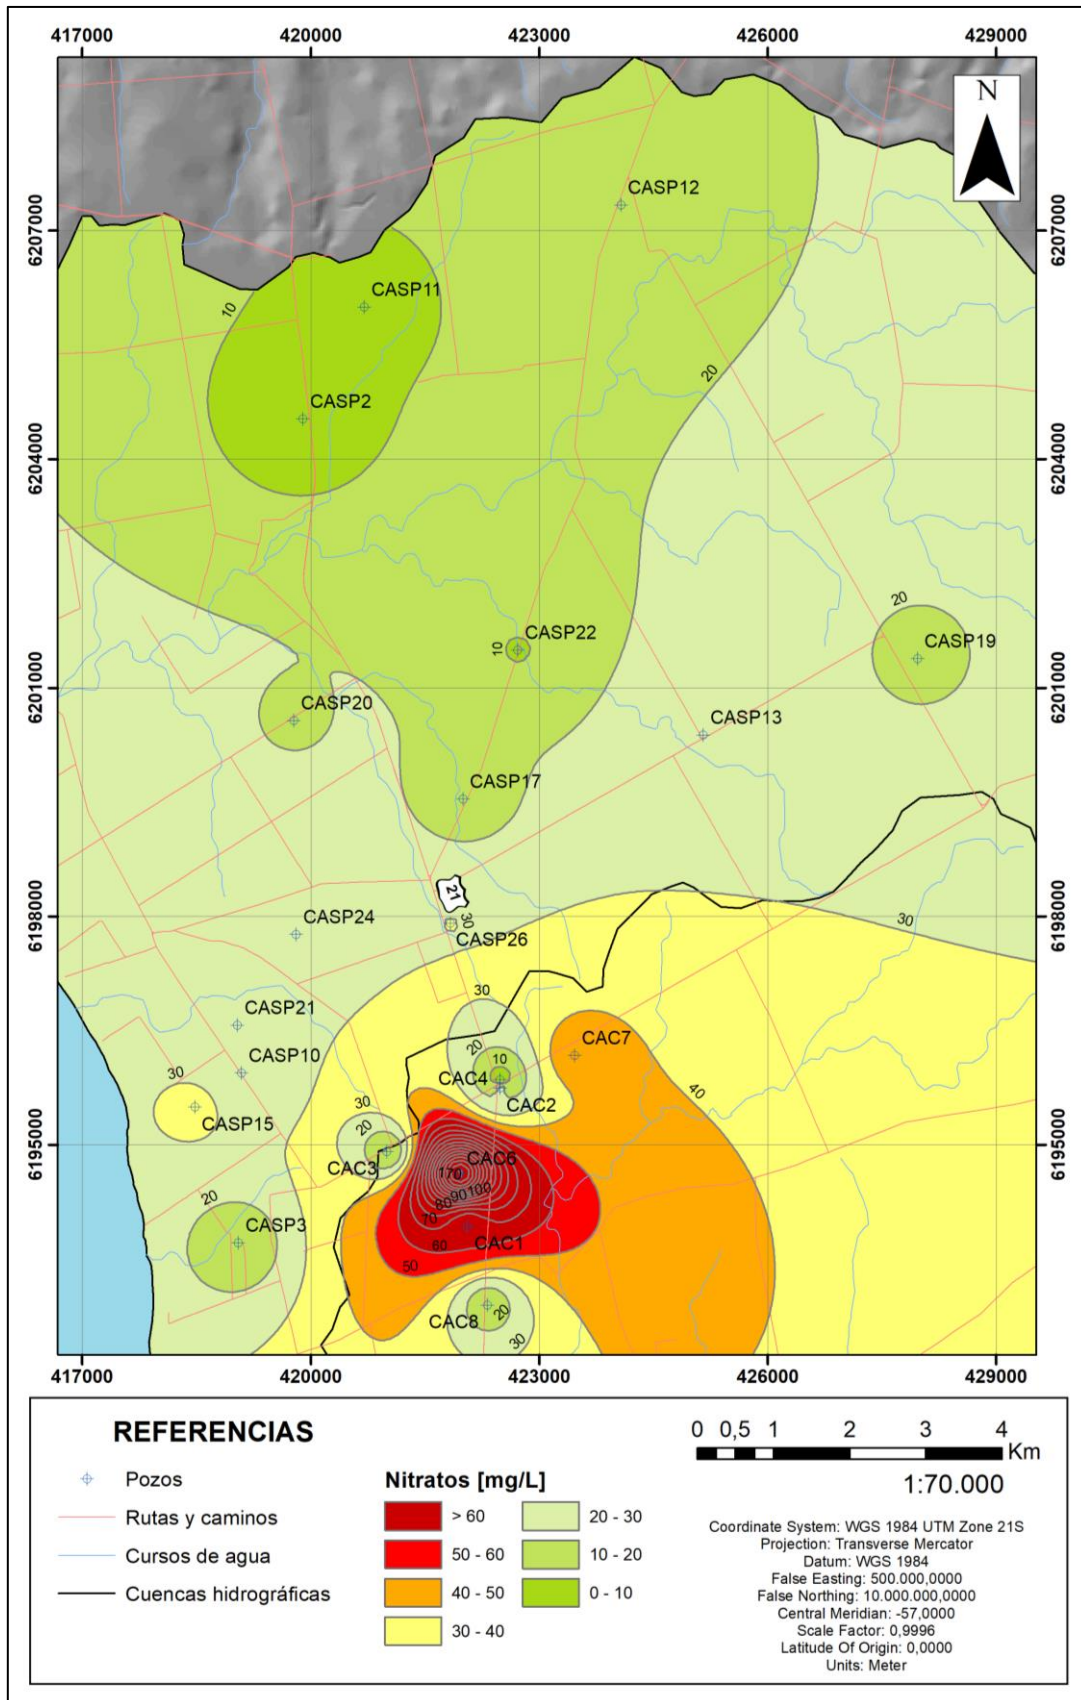 417000 420000 423000 426000 429000
N
6207000 6207000
6204000 6204000
6201000 6201000
6198000 6198000
6195000 6195000
CASP12
CASP11
10
CASP2
20
CASP22
10
20
CASP19
CASP20
CASP13
CASP17
21
30
CASP24
CASP26
30
30
CASP21
20
CAC7
CASP10
10
CAC4
40
30
CAC2
CASP15
30
20
CAC3
CAC6
170
100
90
80
70
20
CASP3
CAC1
60
50
20
CAC8
30
417000 420000 423000 426000 429000
REFERENCIAS
Pozos
Rutas y caminos
Cursos de agua
Cuencas hidrográficas
Nitratos [mg/L]
> 60
50 - 60
40 - 50
30 - 40
20 - 30
10 - 20
0 - 10
0 0,5 1 2 3 4
Km
1:70.000
Coordinate System: WGS 1984 UTM Zone 21S
Projection: Transverse Mercator
Datum: WGS 1984
False Easting: 500.000,0000
False Northing: 10.000.000,0000
Central Meridian: -57,0000
Scale Factor: 0,9996
Latitude Of Origin: 0,0000
Units: Meter